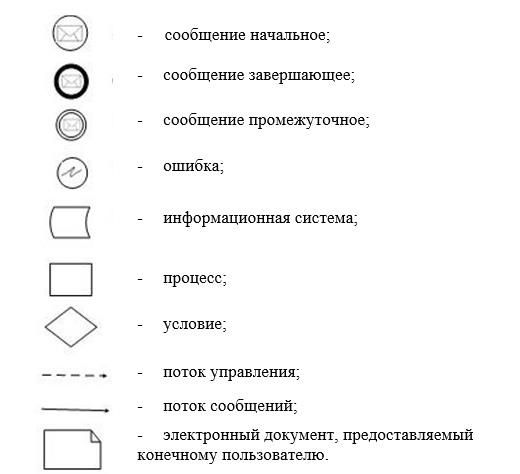 - сообщение начальное;
- сообщение завершающее;
- сообщение промежуточное;
- ошибка;
- информационная система;
- процесс;
- условие;
- поток управления;
- поток сообщений;
- электронный документ, предоставляемый
конечному пользователю.